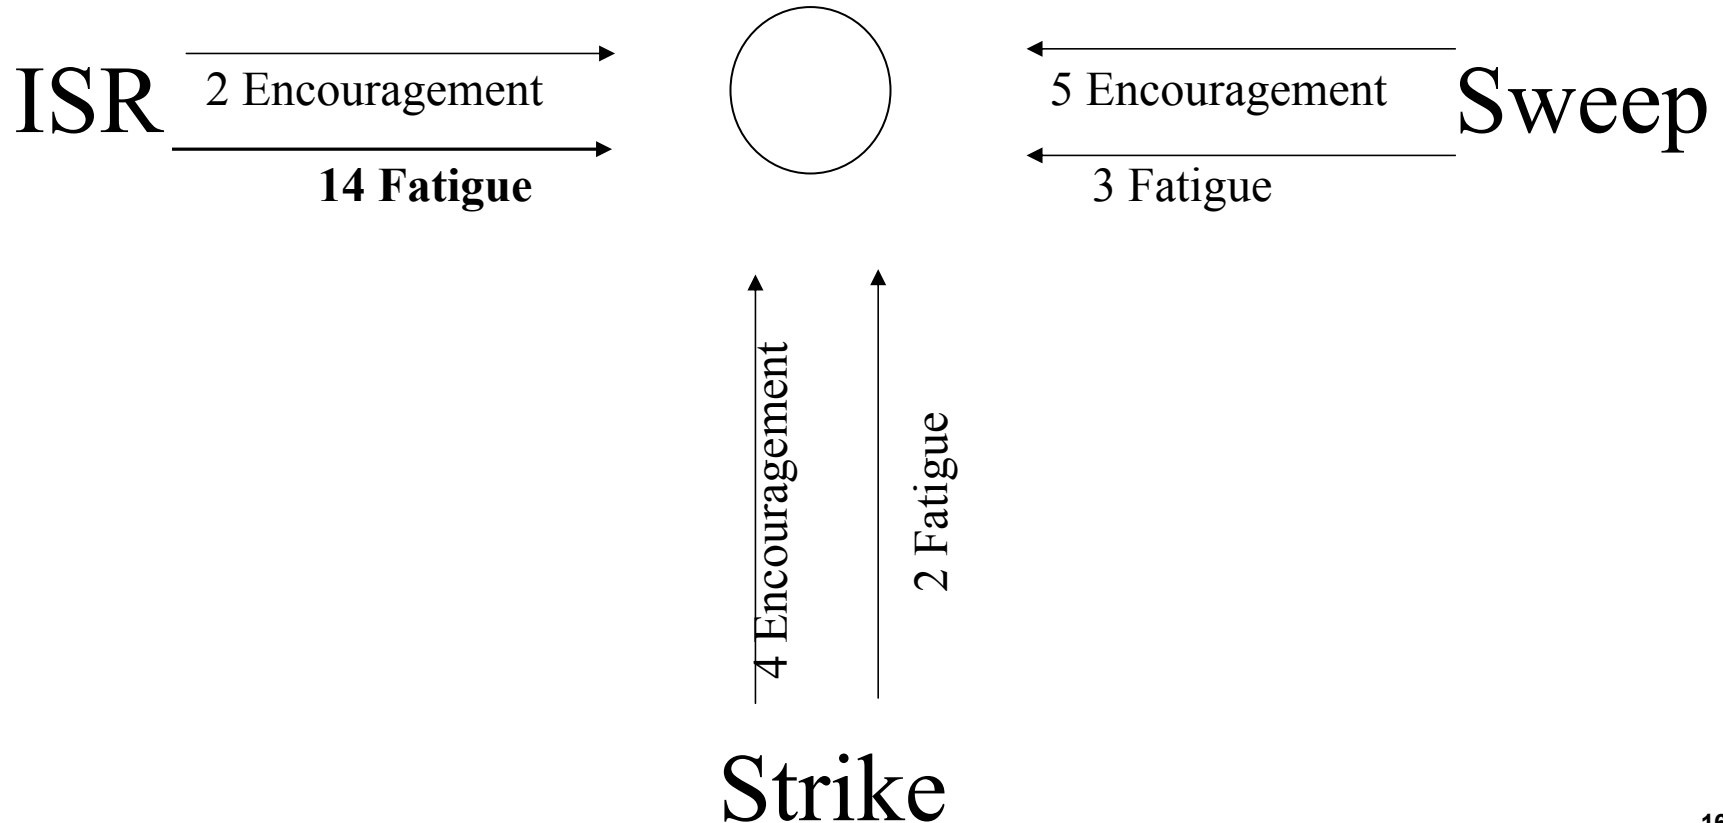 ISR
2 Encouragement
14 Fatigue
5 Encouragement
3 Fatigue
Sweep
4 Encouragement
2 Fatigue
Strike